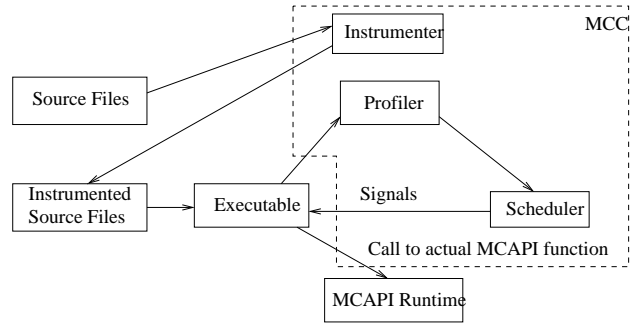 MCC
Instrumenter
Source Files
Profiler
Instrumented
Source Files
Executable
Signals
Scheduler
Call to actual MCAPI function
MCAPI Runtime